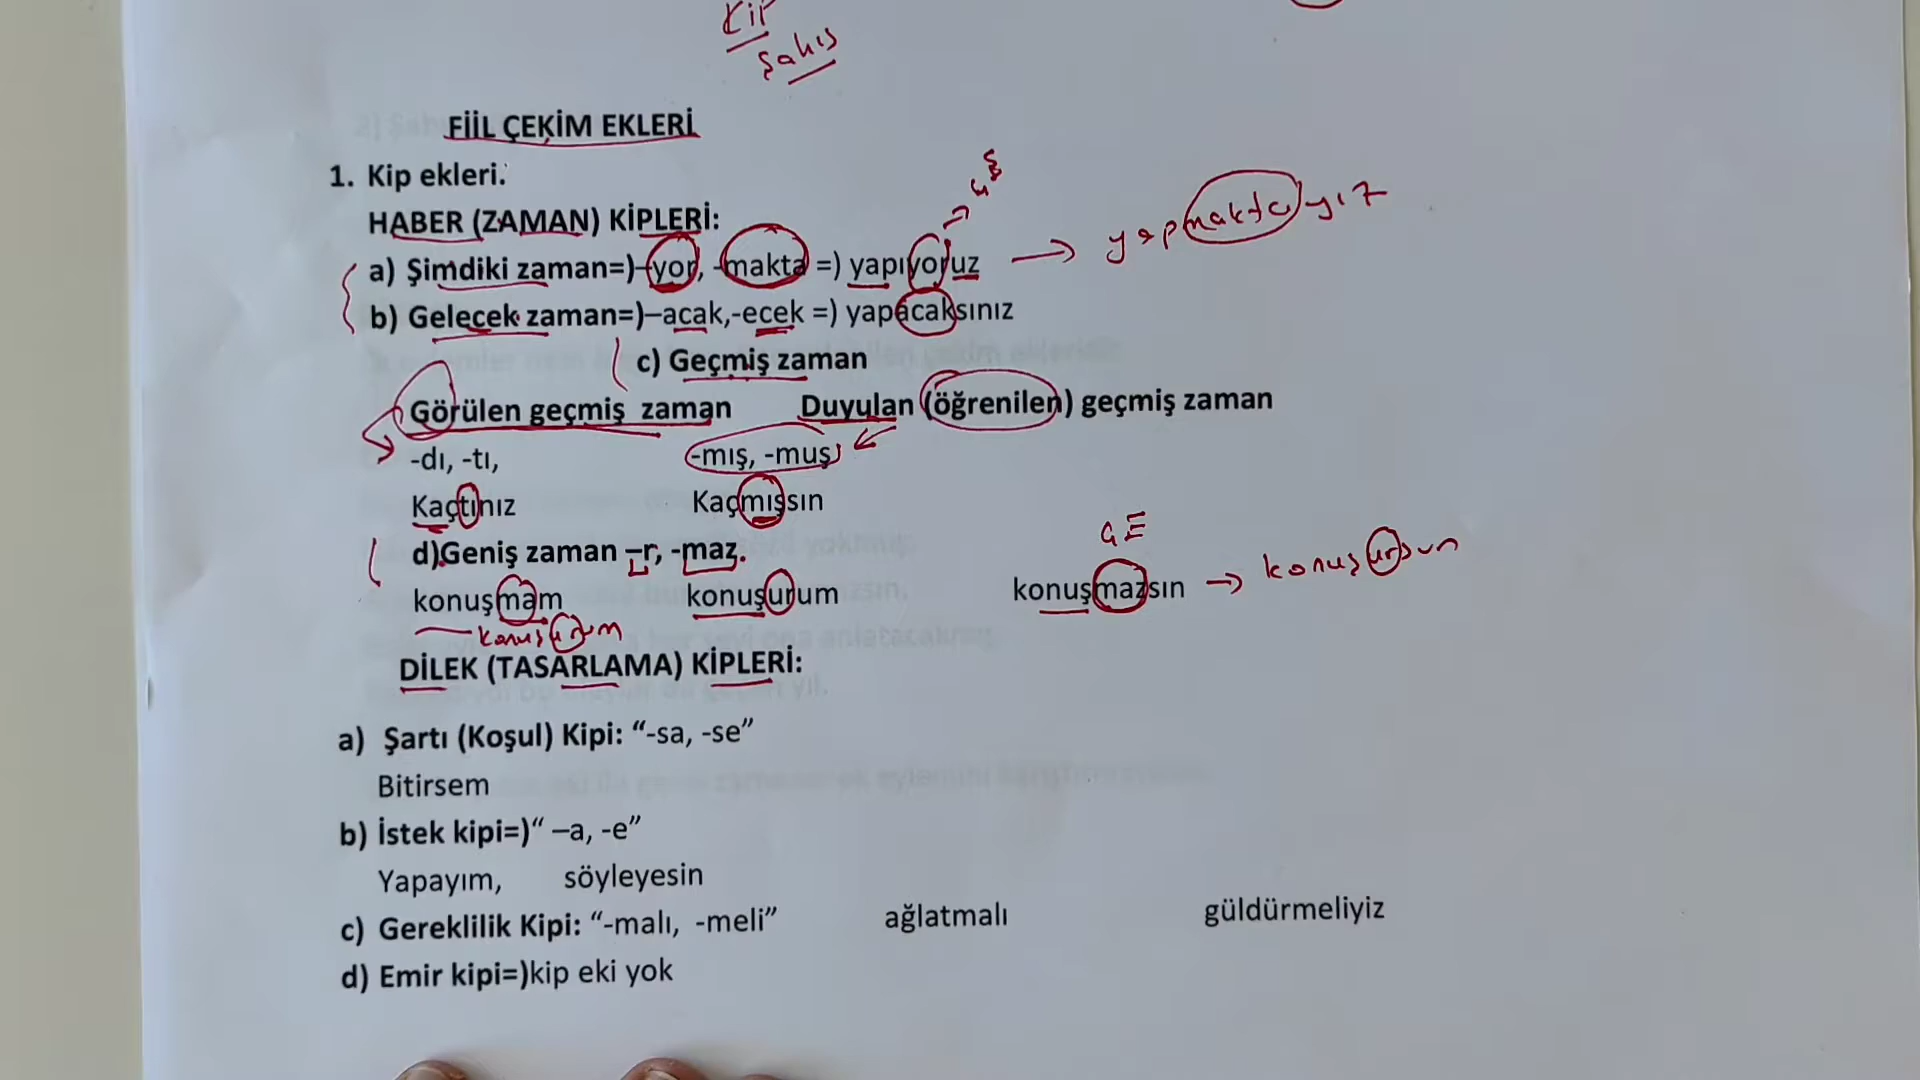 Kip
Şahıs
FİİL ÇEKİM EKLERİ
1. Kip ekleri.
HABER (ZAMAN) KİPLERİ:
a) Şimdiki zaman=)–yor, -makta =) yapıyoruz → yapmaktayız
b) Gelecek zaman=)–acak,-ecek =) yapacaksınız
c) Geçmiş zaman
Görülen geçmiş zaman Duyulan (öğrenilen) geçmiş zaman
-dı, -tı, -mış, -muş
Kaçtınız Kaçmışsın
d).Geniş zaman –r, -maz.
konuşmam konuşurum konuşmazsın → konuşursun
konuşurum
DİLEK (TASARLAMA) KİPLERİ:
a) Şartı (Koşul) Kipi: “-sa, -se”
Bitirsem
b) İstek kipi=)“ –a, -e”
Yapayım, söyleyesin
c) Gereklilik Kipi: “-malı, -meli” ağlatmalı güldürmeliyiz
d) Emir kipi=)kip eki yok